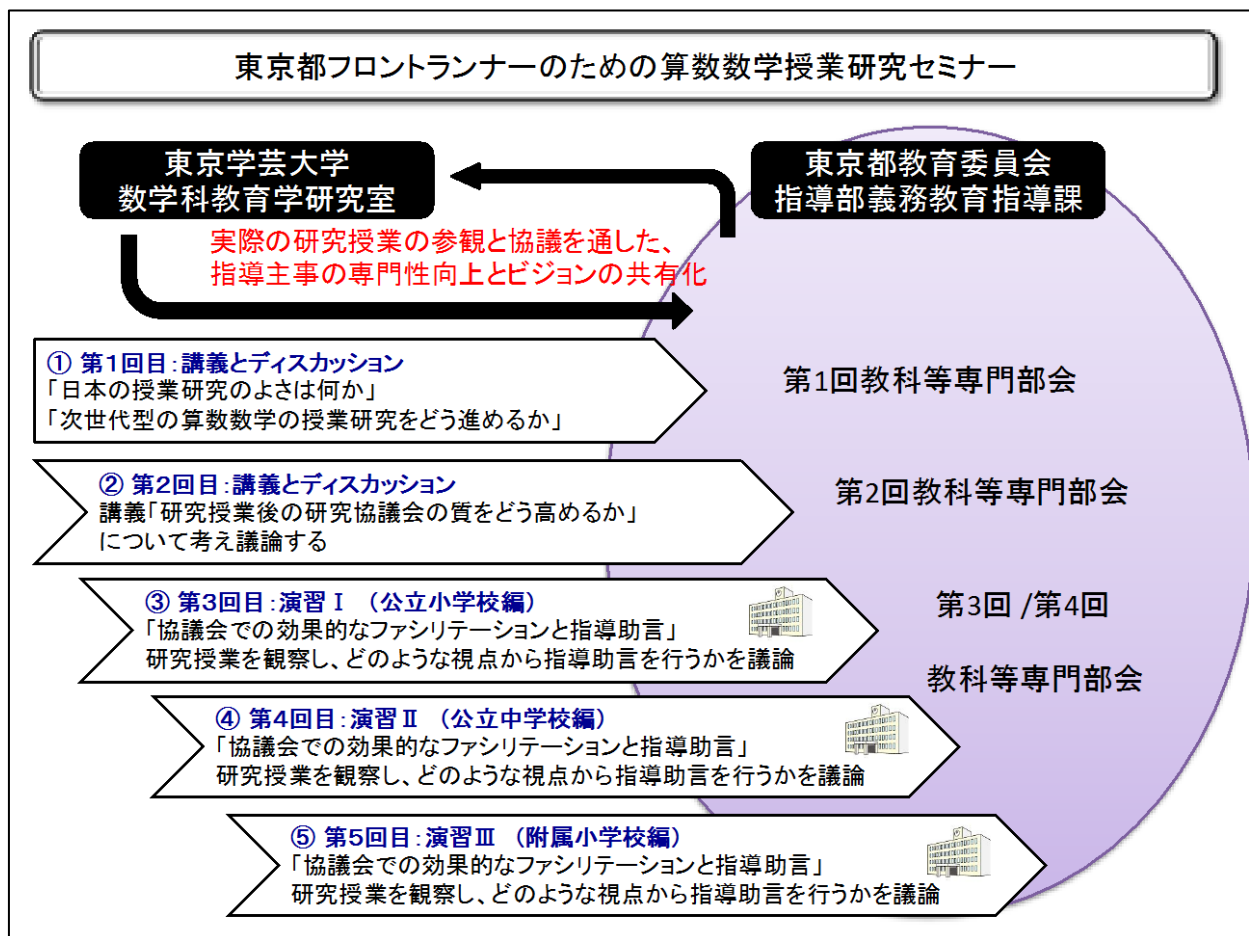 東京都フロントランナーのための算数数学授業研究セミナー
東京学芸大学
数学科教育学研究室
東京都教育委員会
指導部義務教育指導課
実際の研究授業の参観と協議を通した、
指導主事の専門性向上とビジョンの共有化
① 第1回目：講義とディスカッション
「日本の授業研究のよさは何か」
「次世代型の算数数学の授業研究をどう進めるか」
第1回教科等専門部会
② 第2回目：講義とディスカッション
講義「研究授業後の研究協議会の質をどう高めるか」
について考え議論する
第2回教科等専門部会
③ 第3回目：演習Ⅰ （公立小学校編）
「協議会での効果的なファシリテーションと指導助言」
研究授業を観察し、どのような視点から指導助言を行うかを議論
第3回 /第4回
教科等専門部会
④ 第4回目：演習Ⅱ （公立中学校編）
「協議会での効果的なファシリテーションと指導助言」
研究授業を観察し、どのような視点から指導助言を行うかを議論
⑤ 第5回目：演習Ⅲ （附属小学校編）
「協議会での効果的なファシリテーションと指導助言」
研究授業を観察し、どのような視点から指導助言を行うかを議論